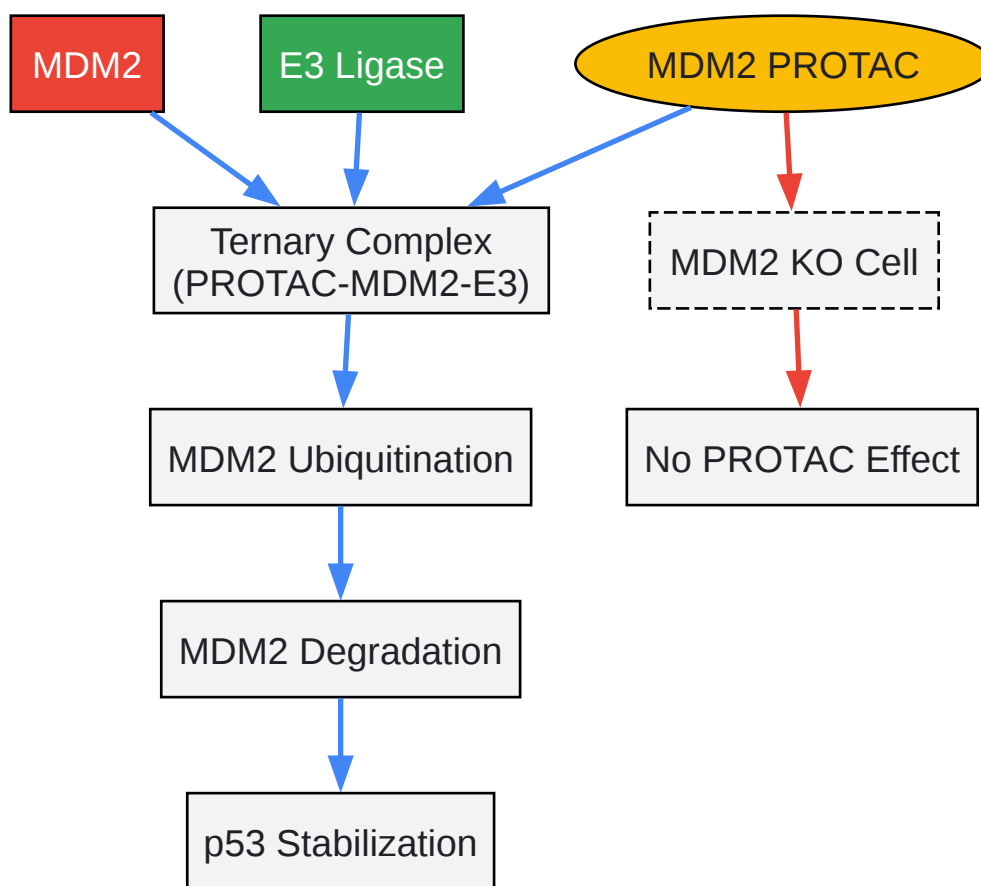 MDM2
E3 Ligase
MDM2 PROTAC
Ternary Complex
(PROTAC-MDM2-E3)
MDM2 KO Cell
MDM2 Ubiquitination
No PROTAC Effect
MDM2 Degradation
p53 Stabilization